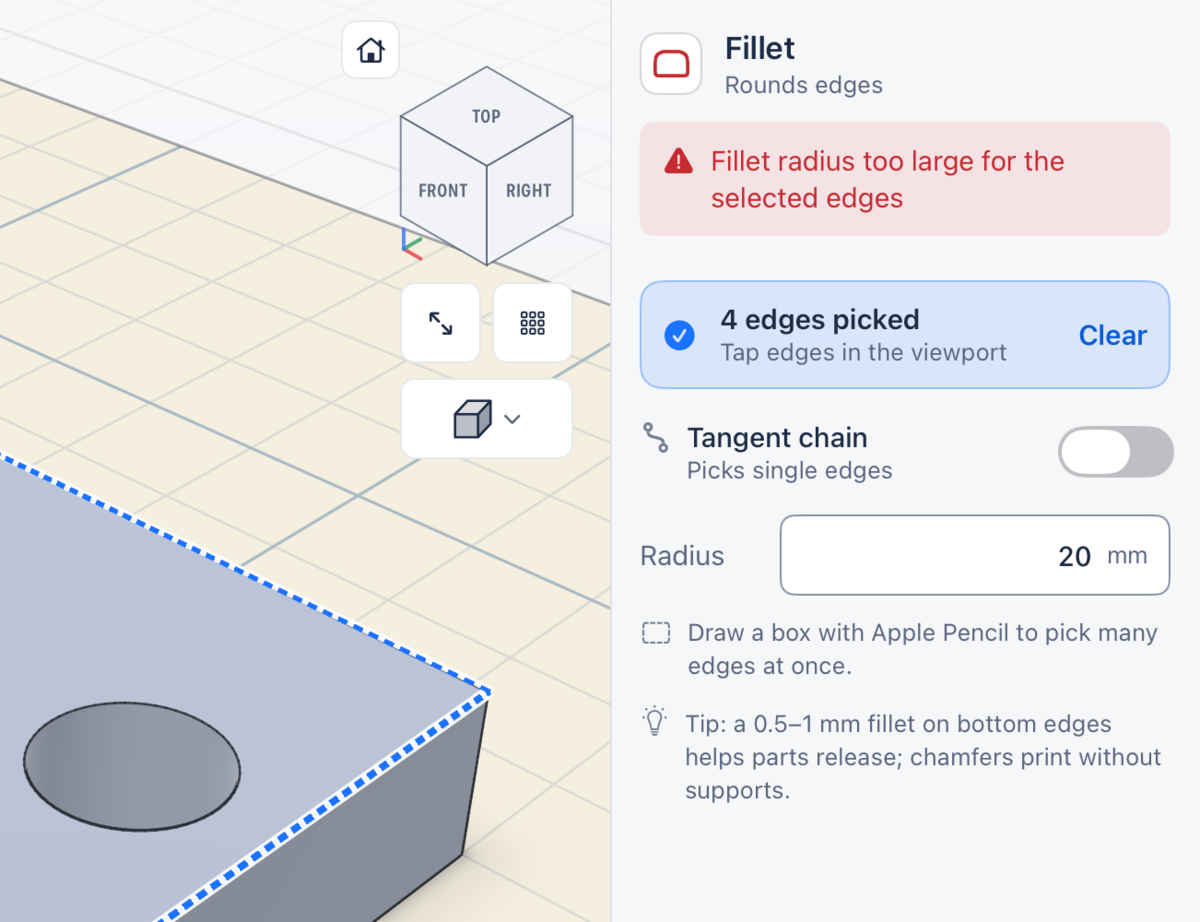 TOP
FRONT
RIGHT
Fillet
Rounds edges
Fillet radius too large for the
selected edges
4 edges picked
Tap edges in the viewport
Clear
Tangent chain
Picks single edges
Radius
20 mm
Draw a box with Apple Pencil to pick many
edges at once.
Tip: a 0.5–1 mm fillet on bottom edges
helps parts release; chamfers print without
supports.